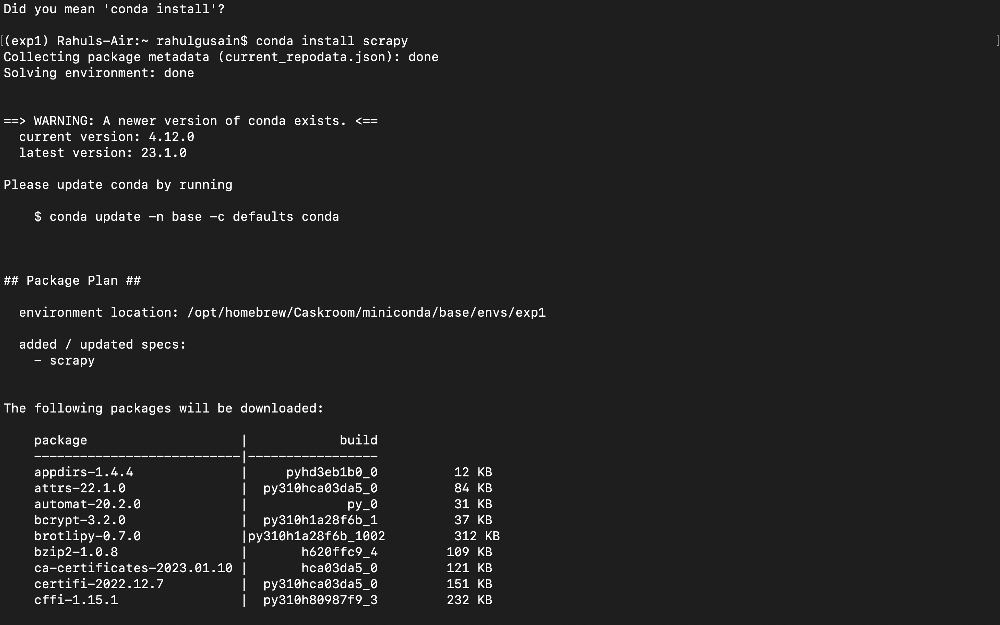 Did you mean 'conda install'?
(exp1) Rahuls-Air:~ rahulgusain$ conda install scrapy
Collecting package metadata (current_repodata.json): done
Solving environment: done
==> WARNING: A newer version of conda exists. <==
  current version: 4.12.0
  latest version: 23.1.0
Please update conda by running
    $ conda update -n base -c defaults conda
## Package Plan ##
  environment location: /opt/homebrew/Caskroom/miniconda/base/envs/exp1
  added / updated specs:
    - scrapy
The following packages will be downloaded:
    package                    |            build
    ---------------------------|-----------------
    appdirs-1.4.4              |     pyhd3eb1b0_0          12 KB
    attrs-22.1.0               |  py310hca03da5_0          84 KB
    automat-20.2.0             |             py_0          31 KB
    bcrypt-3.2.0               |  py310h1a28f6b_1          37 KB
    brotlipy-0.7.0             |py310h1a28f6b_1002         312 KB
    bzip2-1.0.8                |       h620ffc9_4         109 KB
    ca-certificates-2023.01.10 |       hca03da5_0         121 KB
    certifi-2022.12.7          |  py310hca03da5_0         151 KB
    cffi-1.15.1                |  py310h80987f9_3         232 KB